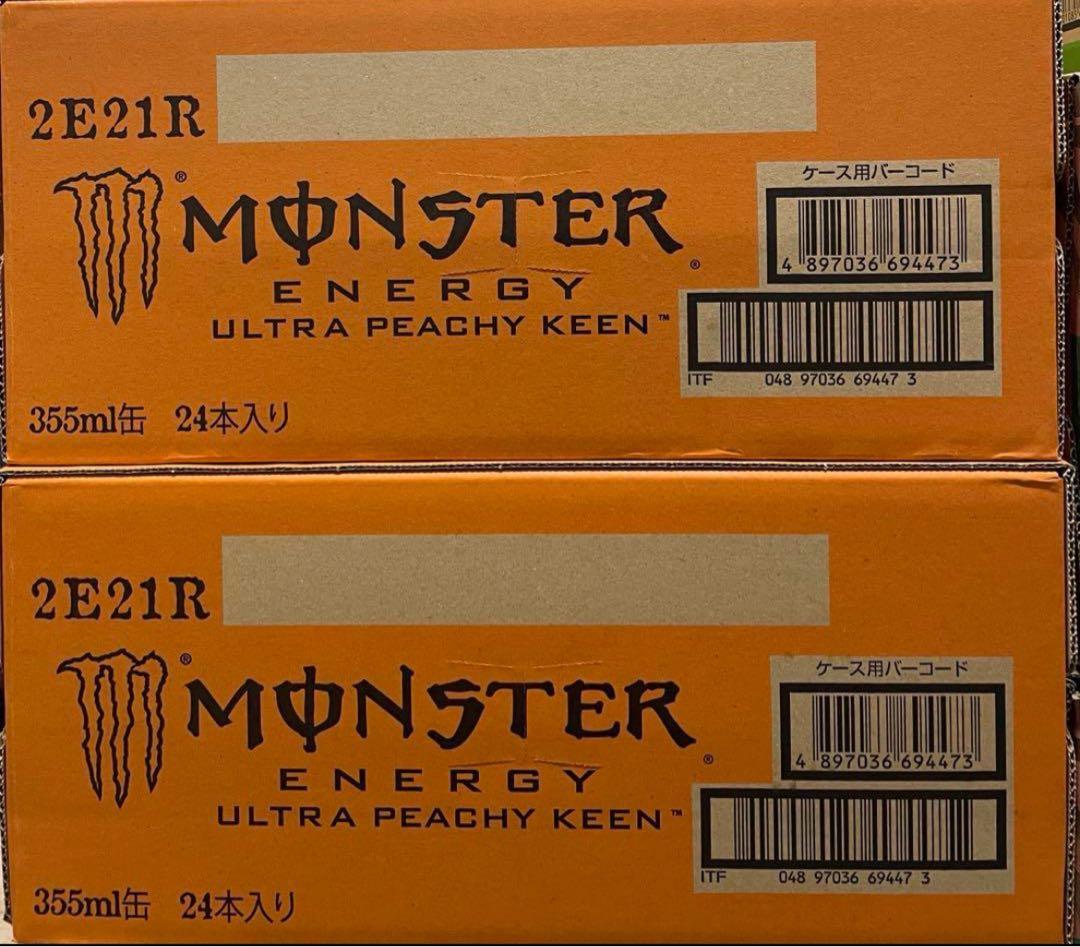 2E21R
MONSTER®
ENERGY
ULTRA PEACHY KEEN™
355ml缶 24本入り
ケース用バーコード
4 897036 694473
ITF 048 97036 69447 3
2E21R
MONSTER®
ENERGY
ULTRA PEACHY KEEN™
355ml缶 24本入り
ケース用バーコード
4 897036 694473
ITF 048 97036 69447 3